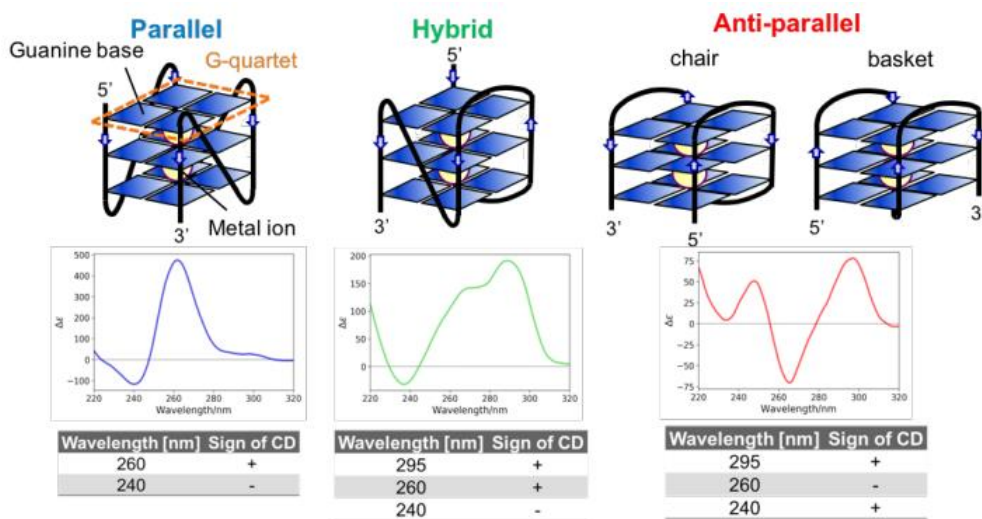 Parallel
Hybrid
Anti-parallel
Guanine base
G-quartet
5’
5’
chair
basket
Metal ion
3’
3’
3’
5’
5’
3
500
400
300
200
100
0
−100
Δε
220 240 260 280 300 320
Wavelength/nm
200
150
100
50
0
Δε
220 240 260 280 300 320
Wavelength/nm
75
50
25
0
−25
−50
−75
Δε
220 240 260 280 300 320
Wavelength/nm
Wavelength [nm] Sign of CD
260 +
240 -
Wavelength [nm] Sign of CD
295 +
260 +
240 -
Wavelength [nm] Sign of CD
295 +
260 -
240 +